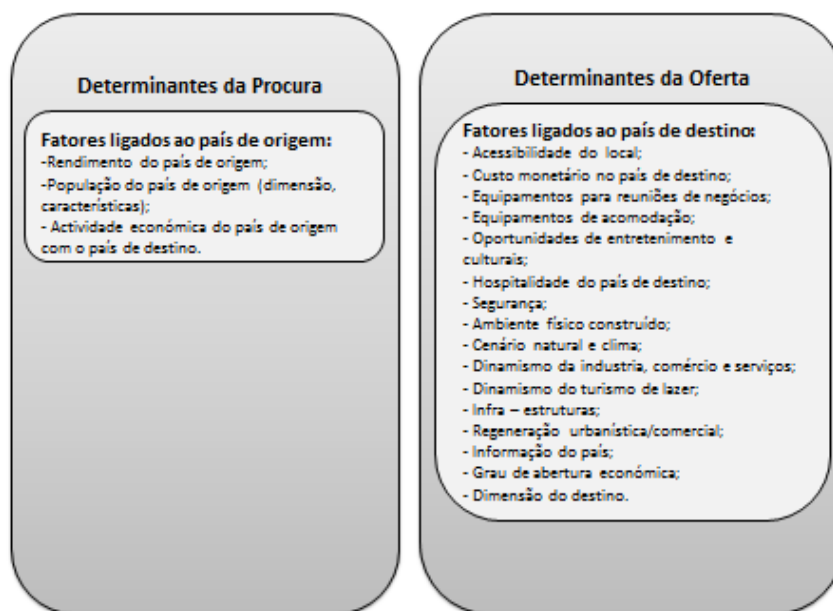 Determinantes da Procura
Fatores ligados ao país de origem:
-Rendimento do país de origem;
-População do país de origem (dimensão,
características);
- Actividade económica do país de origem
com o país de destino.
Determinantes da Oferta
Fatores ligados ao país de destino:
- Acessibilidade do local;
- Custo monetário no país de destino;
- Equipamentos para reuniões de negócios;
- Equipamentos de acomodação;
- Oportunidades de entretenimento e
culturais;
- Hospitalidade do país de destino;
- Segurança;
- Ambiente físico construído;
- Cenário natural e clima;
- Dinamismo da industria, comércio e serviços;
- Dinamismo do turismo de lazer;
- Infra – estruturas;
- Regeneração urbanística/comercial;
- Informação do país;
- Grau de abertura económica;
- Dimensão do destino.